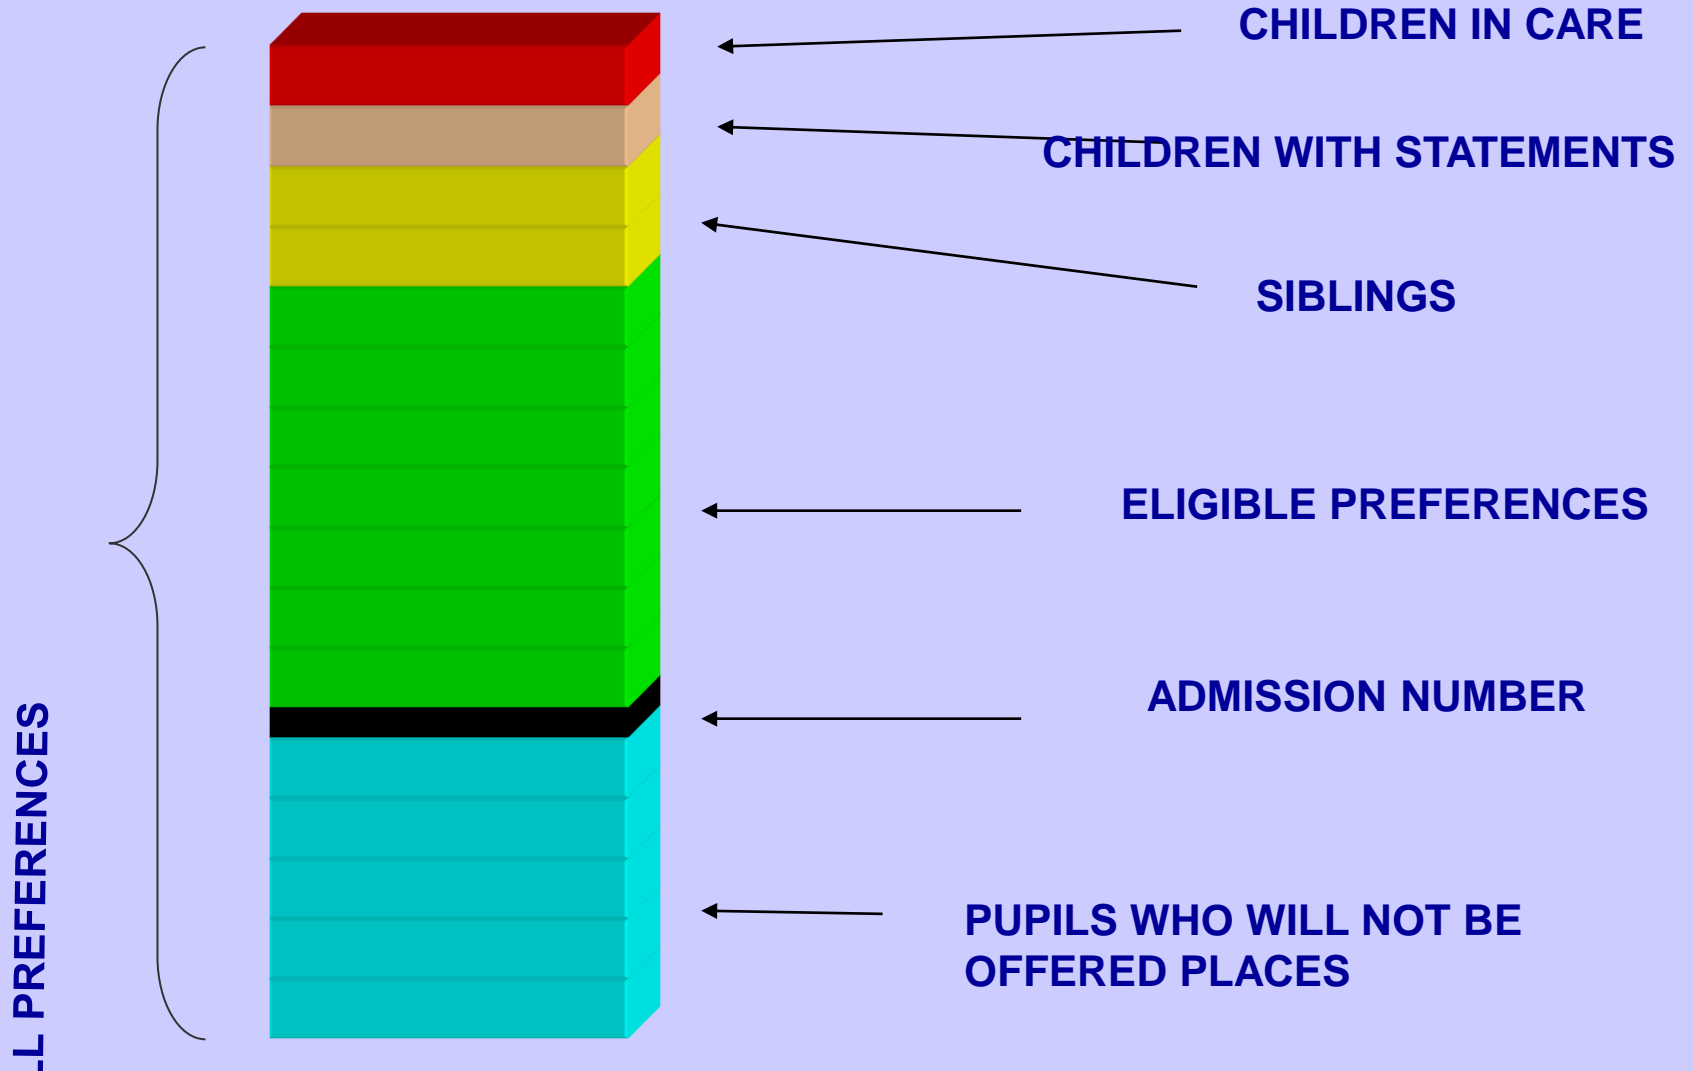 CHILDREN IN CARE
CHILDREN WITH STATEMENTS
SIBLINGS
ELIGIBLE PREFERENCES
ADMISSION NUMBER
PUPILS WHO WILL NOT BE
OFFERED PLACES
PREFERENCES